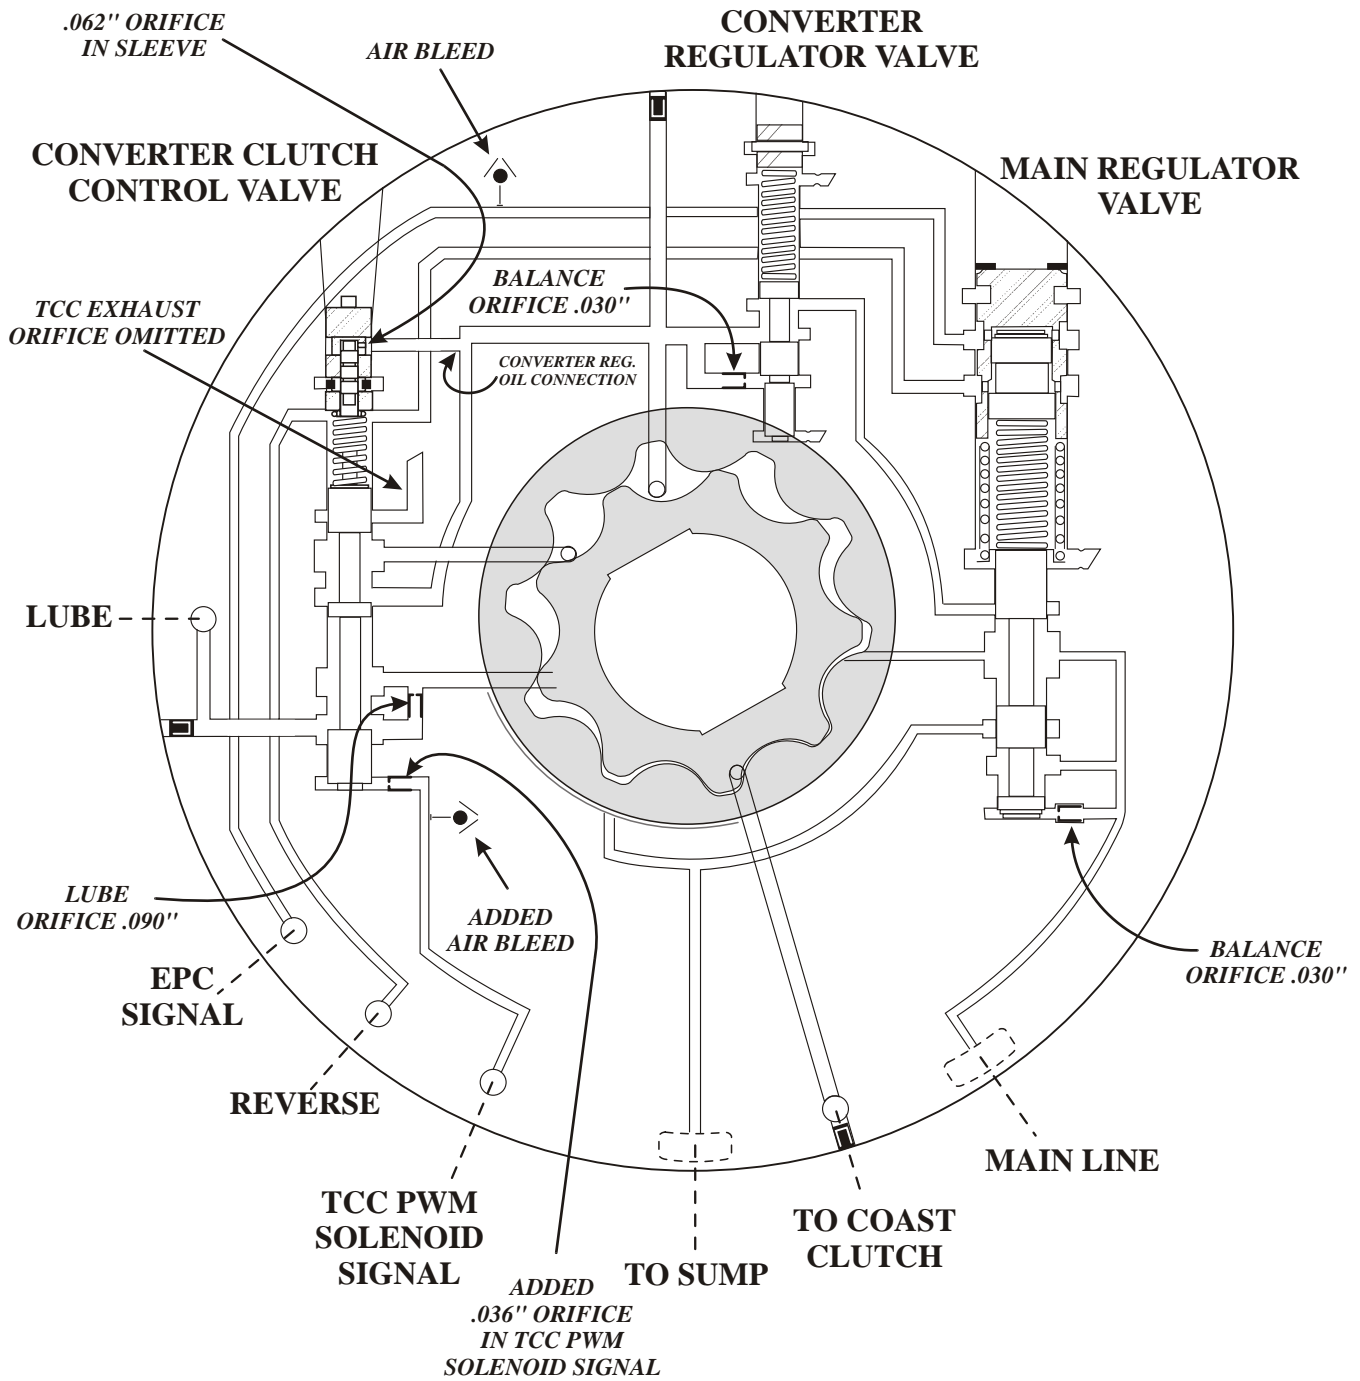 .062" ORIFICE
IN SLEEVE
AIR BLEED
CONVERTER
REGULATOR VALVE
CONVERTER CLUTCH
CONTROL VALVE
MAIN REGULATOR
VALVE
BALANCE
ORIFICE .030"
TCC EXHAUST
ORIFICE OMITTED
CONVERTER REG.
OIL CONNECTION
LUBE
LUBE
ORIFICE .090"
ADDED
AIR BLEED
BALANCE
ORIFICE .030"
EPC
SIGNAL
REVERSE
MAIN LINE
TCC PWM
SOLENOID
SIGNAL
TO COAST
CLUTCH
TO SUMP
ADDED
.036" ORIFICE
IN TCC PWM
SOLENOID SIGNAL